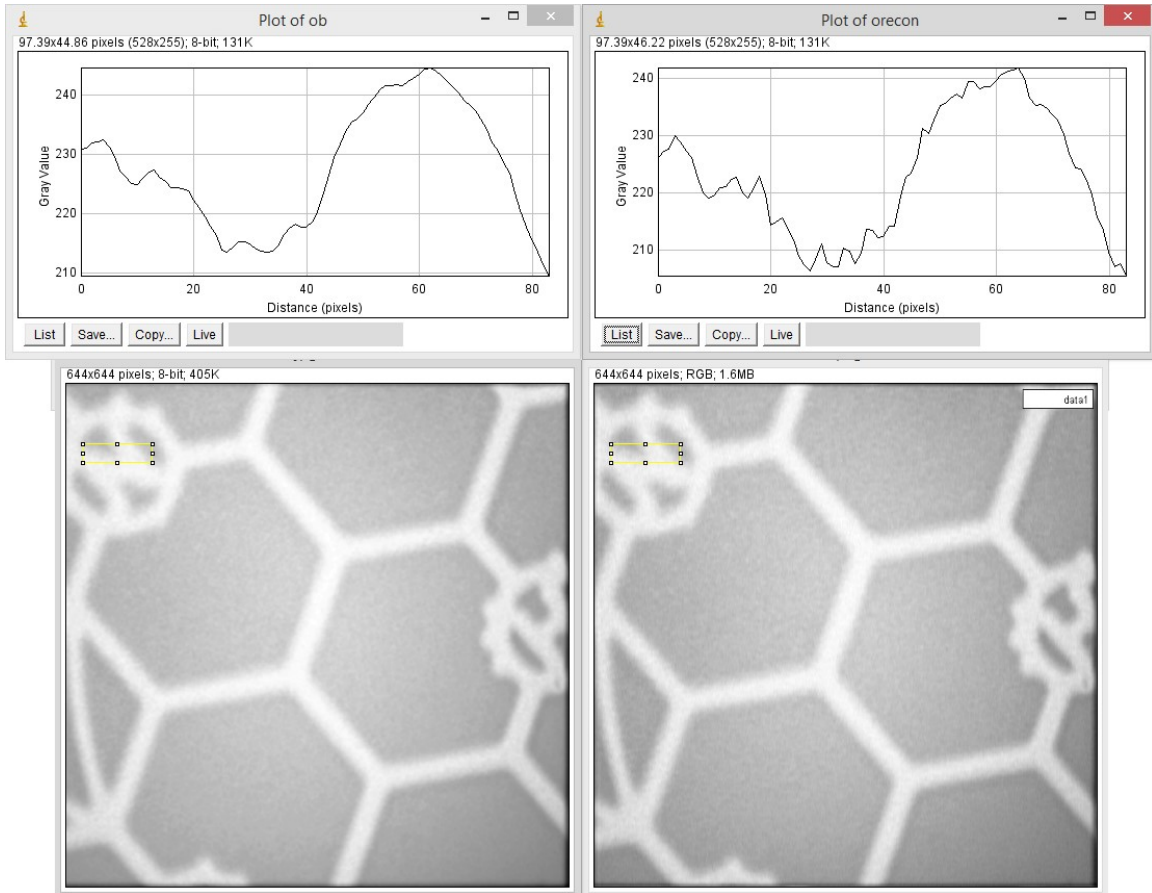 Plot of ob
97.39x44.86 pixels (528x255); 8-bit; 131K
240
230
220
210
Gray Value
0 20 40 60 80
Distance (pixels)
List Save... Copy... Live
Plot of orecon
97.39x46.22 pixels (528x255); 8-bit; 131K
240
230
220
210
Gray Value
0 20 40 60 80
Distance (pixels)
List Save... Copy... Live
644x644 pixels; 8-bit; 405K
644x644 pixels; RGB; 1.6MB
data1